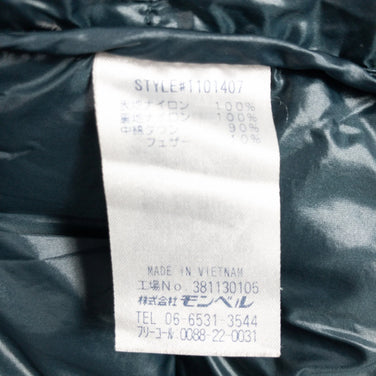 STYLE#1101407
表地ナイロン 100%
裏地ナイロン 100%
中綿ダウン 90%
フェザー 10%
MADE IN VIETNAM
工場No. 381130105
株式会社 モンベル
TEL 06-6531-3544
フリーコール 0088-22-0031